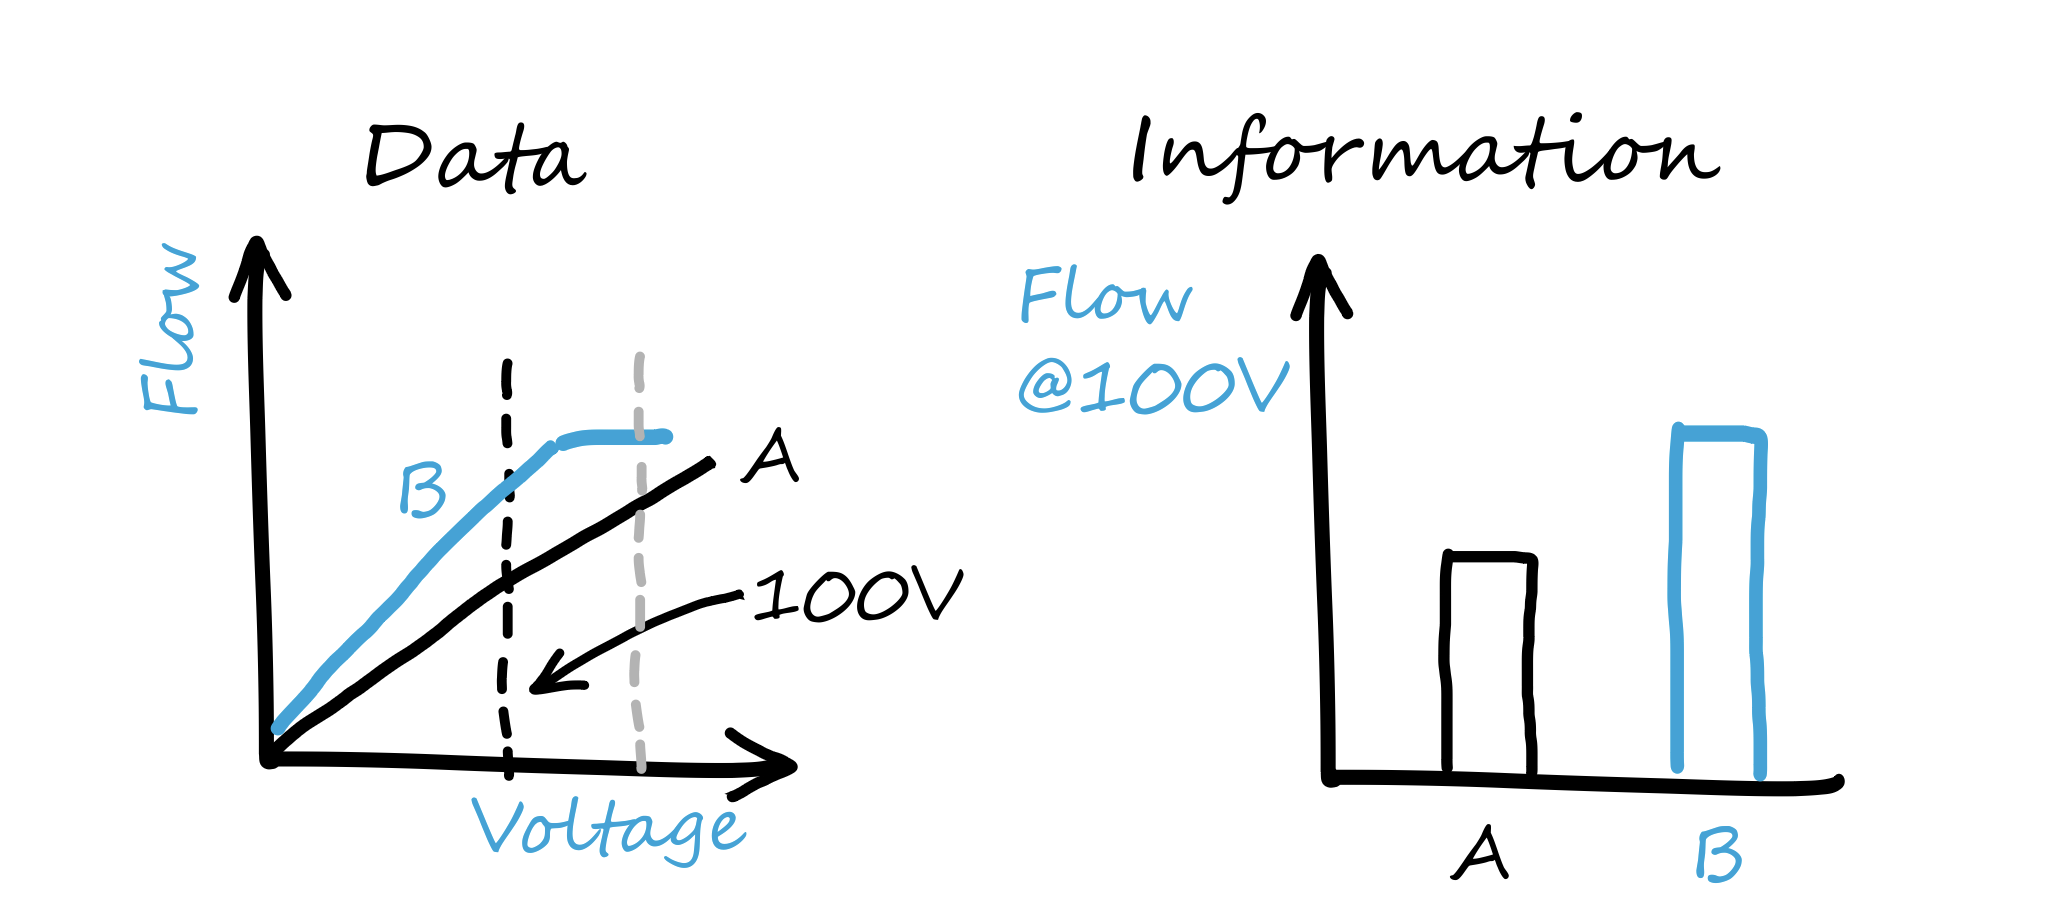 Data
Flow
B
A
100V
Voltage
Information
Flow
@100V
A
B